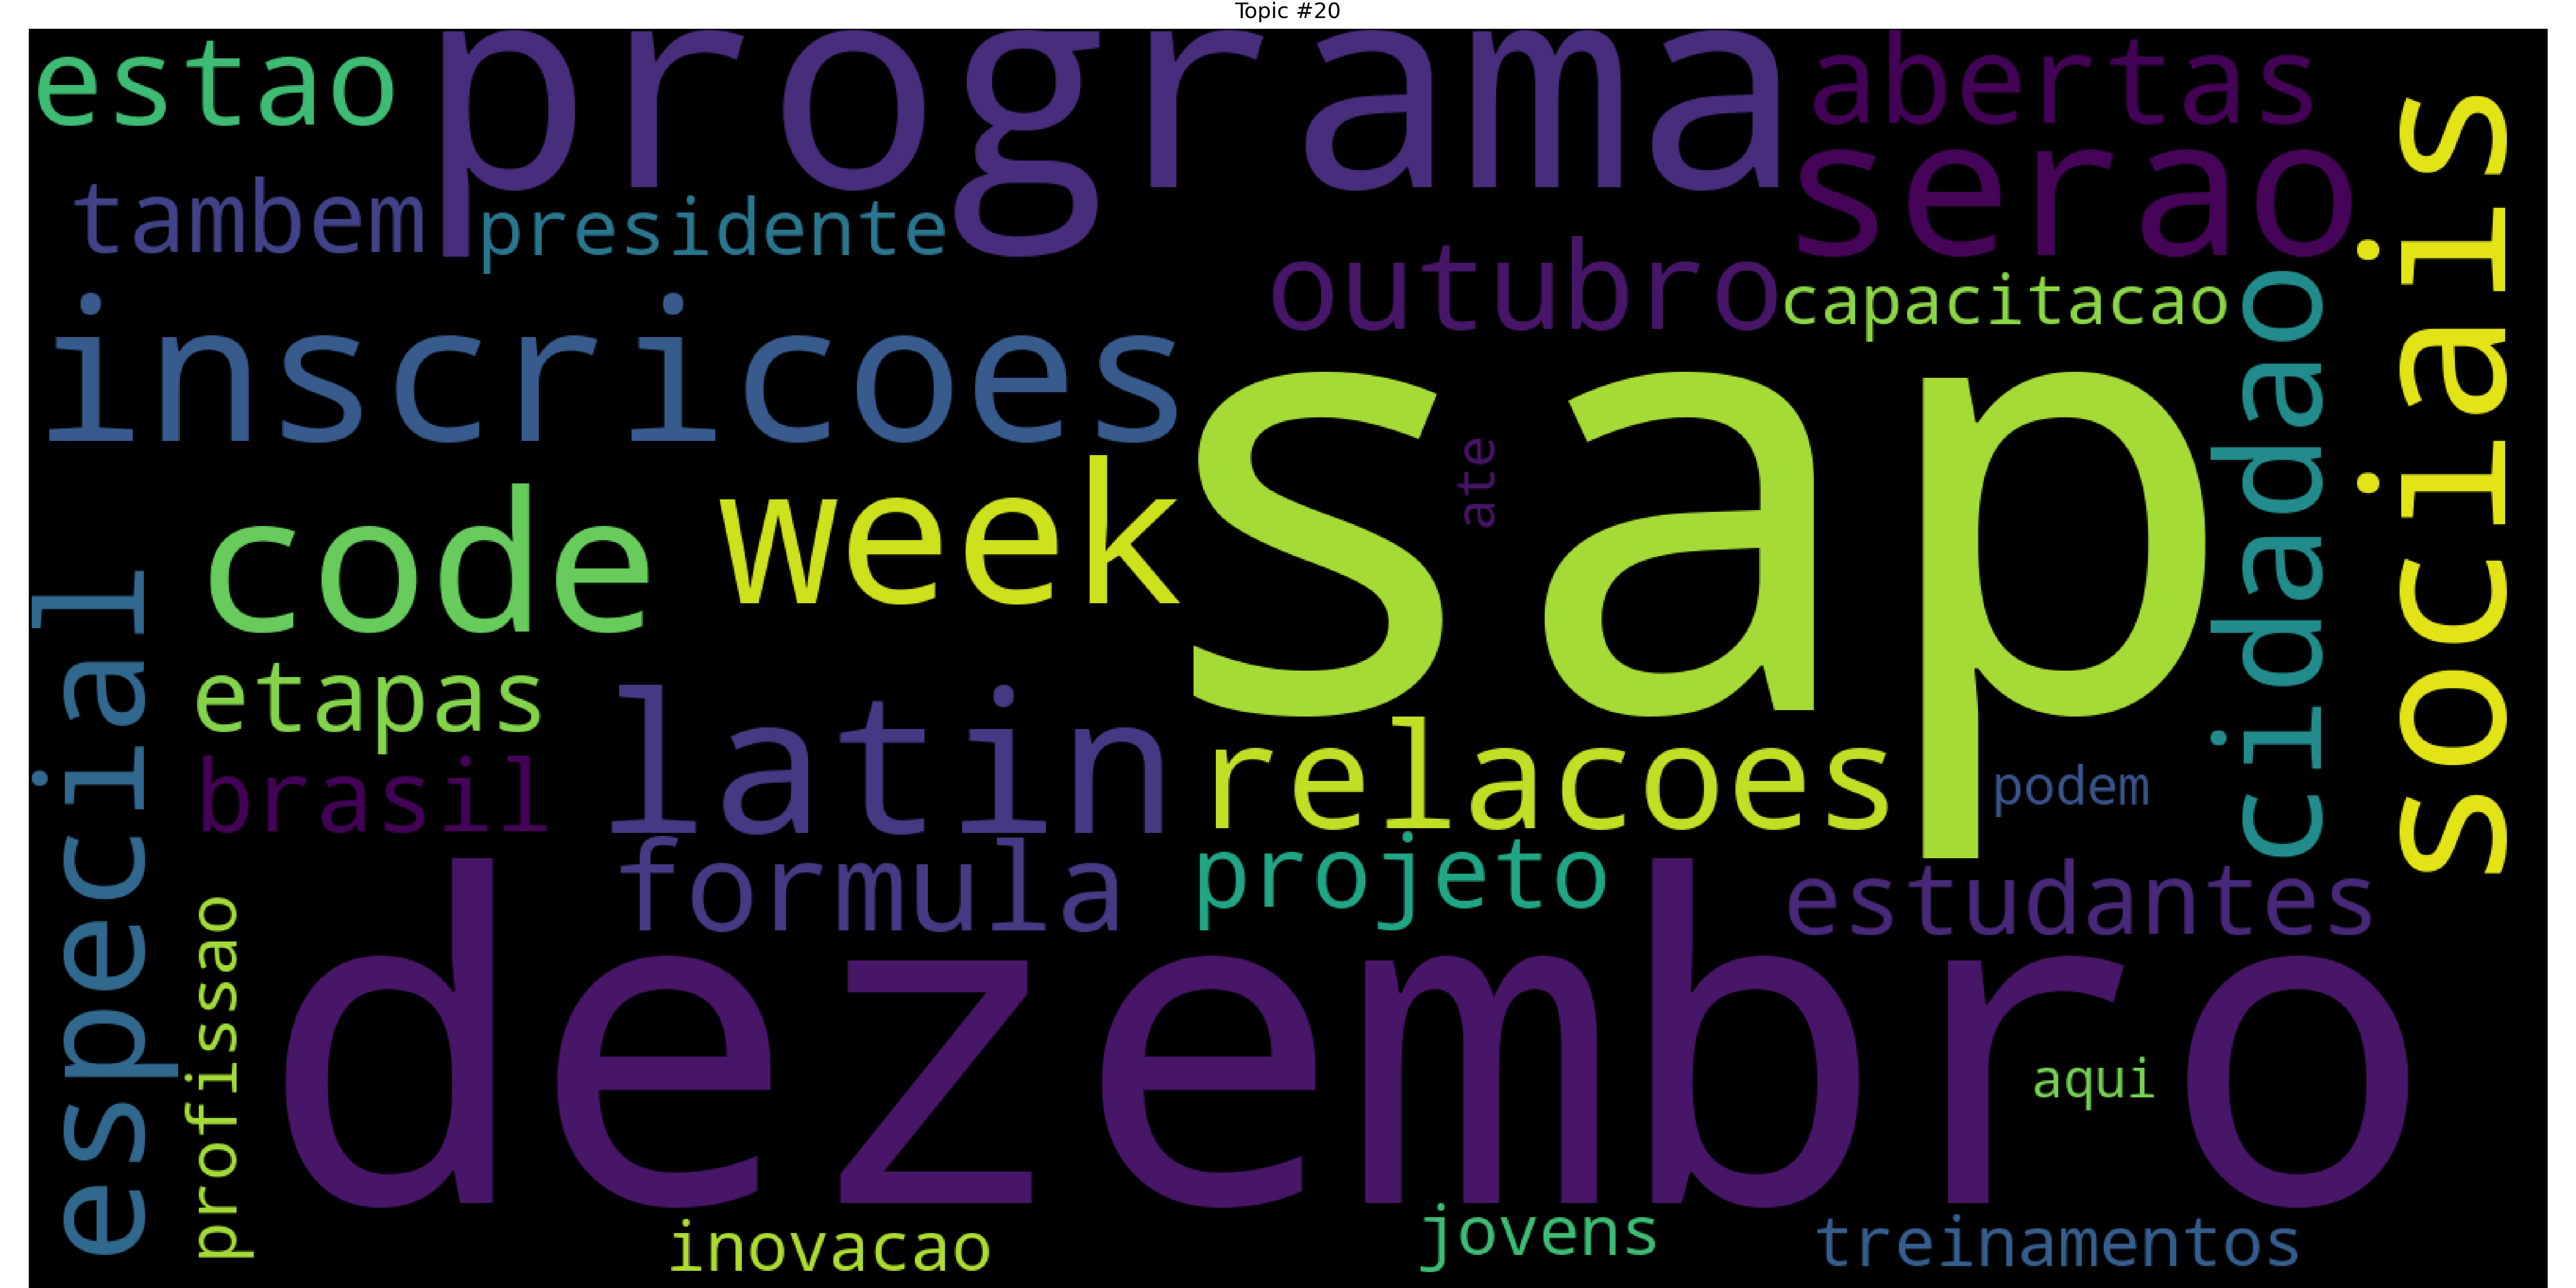 Topic #20
estao
programa
abertas
serao
tambem
presidente
outubro
capacitacao
inscricoes
sap
ate
cidadao
sociais
code
week
especial
etapas
latin
relacoes
podem
brasil
formula
projeto
estudantes
profissao
dezembro
aqui
inovacao
jovens
treinamentos